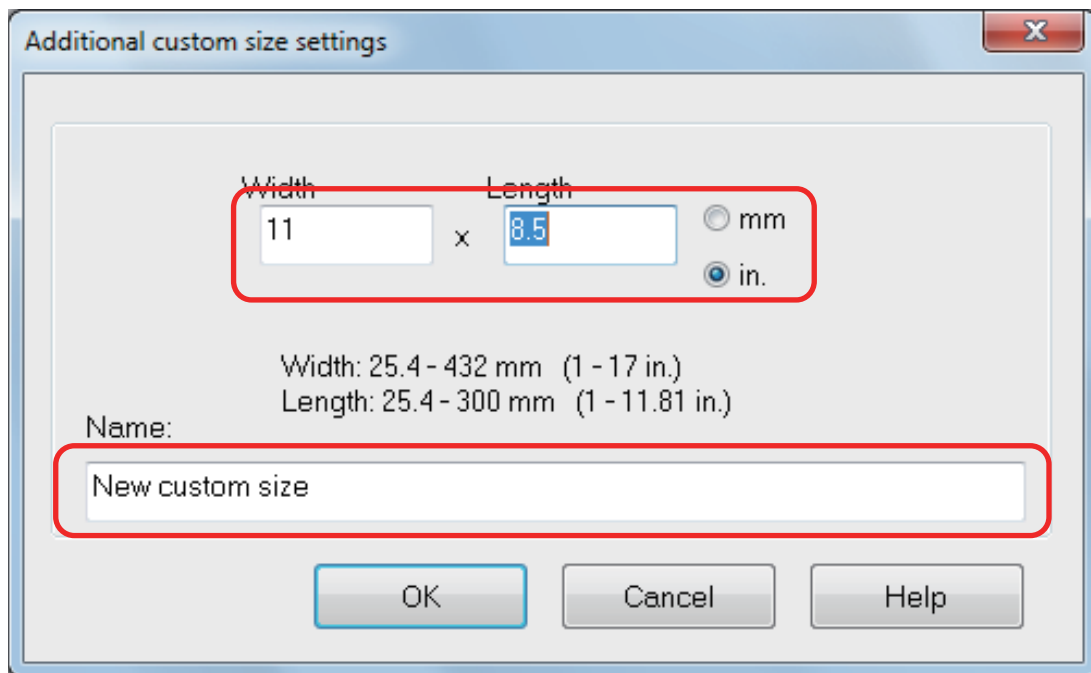 Additional custom size settings
Width Length
11 x 8.5 mm
in.
Width: 25.4 - 432 mm (1 - 17 in.)
Length: 25.4 - 300 mm (1 - 11.81 in.)
Name:
New custom size
OK Cancel Help